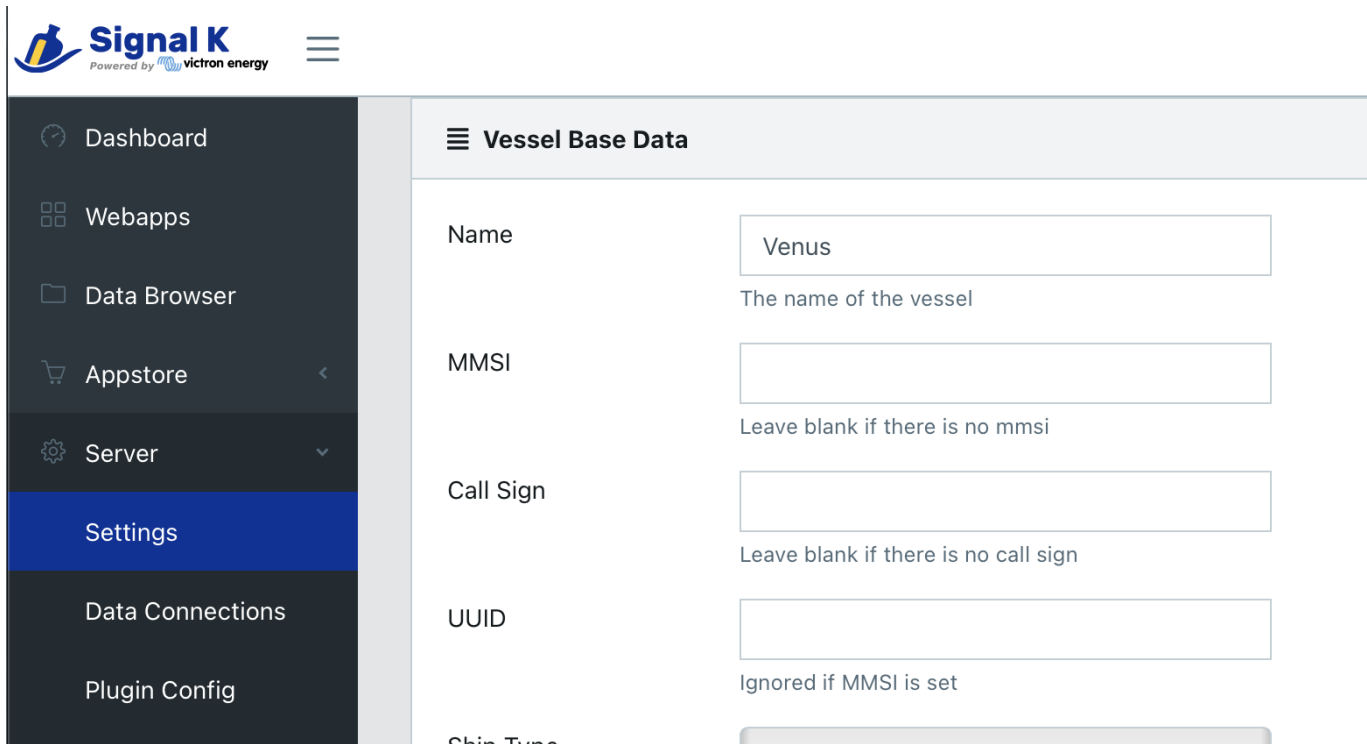 Signal K
Powered by victron energy
Dashboard
Webapps
Data Browser
Appstore
Server
Settings
Data Connections
Plugin Config
Vessel Base Data
Name
Venus
The name of the vessel
MMSI
Leave blank if there is no mmsi
Call Sign
Leave blank if there is no call sign
UUID
Ignored if MMSI is set
Ship Type